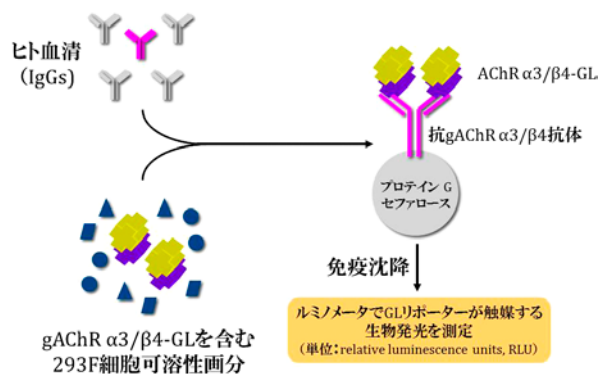 ヒト血清
(IgGs)
AChR α3/β4-GL
抗gAChR α3/β4抗体
プロテイン G
セファロース
免疫沈降
gAChR α3/β4-GLを含む
293F細胞可溶性画分
ルミノメータでGLリポーターが触媒する
生物発光を測定
(単位:relative luminescence units, RLU)